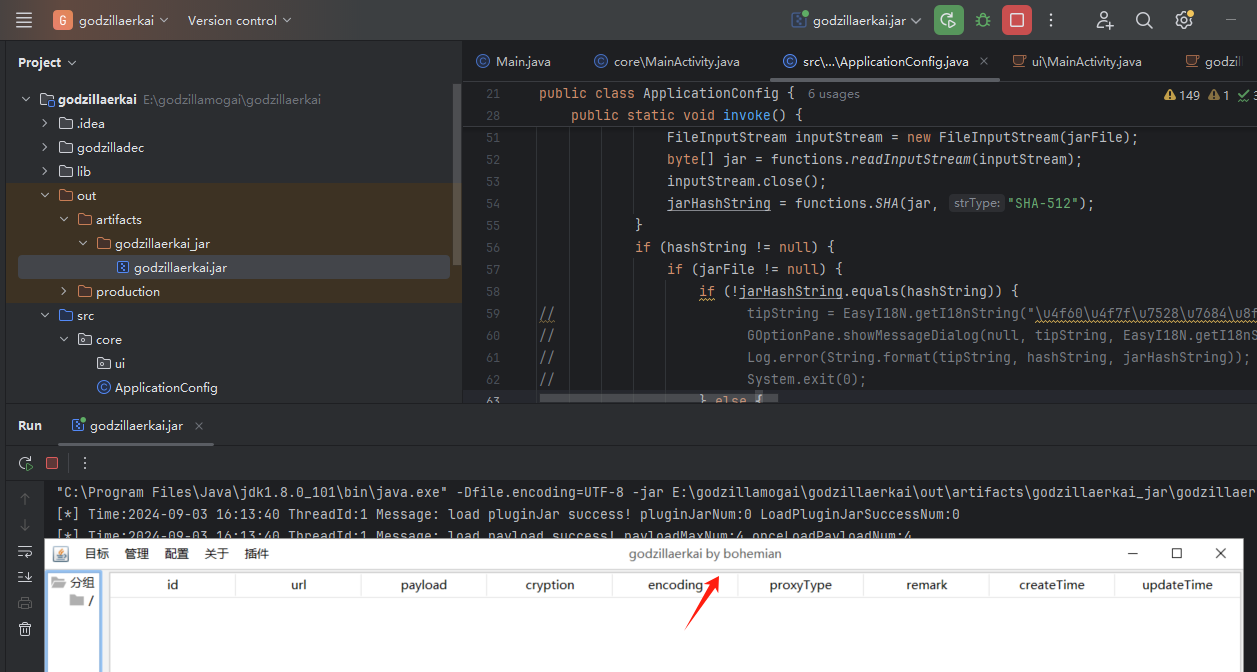 G godzillaerkai Version control godzillaerkai.jar
Project
Main.java core\MainActivity.java src\...\ApplicationConfig.java ui\MainActivity.java godzil
godzillaerkai E:\godzillamogai\godzillaerkai
.idea
godzilladec
lib
out
artifacts
godzillaerkai_jar
godzillaerkai.jar
production
src
core
ui
ApplicationConfig
149 1 3
21 public class ApplicationConfig { 6 usages
28 public static void invoke() {
51 FileInputStream inputStream = new FileInputStream(jarFile);
52 byte[] jar = functions.readInputStream(inputStream);
53 inputStream.close();
54 jarHashString = functions.SHA(jar, strType: "SHA-512");
55 }
56 if (hashString != null) {
57 if (jarFile != null) {
58 if (!jarHashString.equals(hashString)) {
59 // tipString = EasyI18N.getI18nString("\u4f60\u4f7f\u7528\u7684\u8f
60 // GOptionPane.showMessageDialog(null, tipString, EasyI18N.getI18nS
61 // Log.error(String.format(tipString, hashString, jarHashString));
62 // System.exit(0);
63 } else {
Run godzillaerkai.jar
"C:\Program Files\Java\jdk1.8.0_101\bin\java.exe" -Dfile.encoding=UTF-8 -jar E:\godzillamogai\godzillaerkai\out\artifacts\godzillaerkai_jar\godzillaer
[*] Time:2024-09-03 16:13:40 ThreadId:1 Message: load pluginJar success! pluginJarNum:0 LoadPluginJarSuccessNum:0
[*] Time:2024-09-03 16:13:40 ThreadId:1 Message: load payload success! payloadMaxNum:4 onceLoadPayloadNum:4
目标 管理 配置 关于 插件 godzillaerkai by bohemian
分组
/
id url payload cryption encoding proxyType remark createTime updateTime